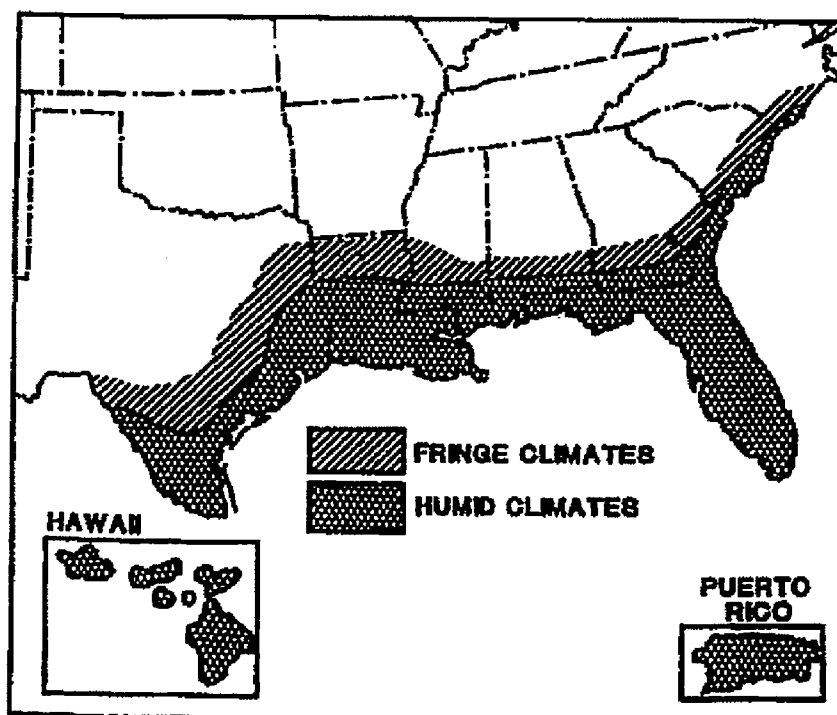 FRINGE CLIMATES
HUMID CLIMATES
HAWAII
PUERTO
RICO